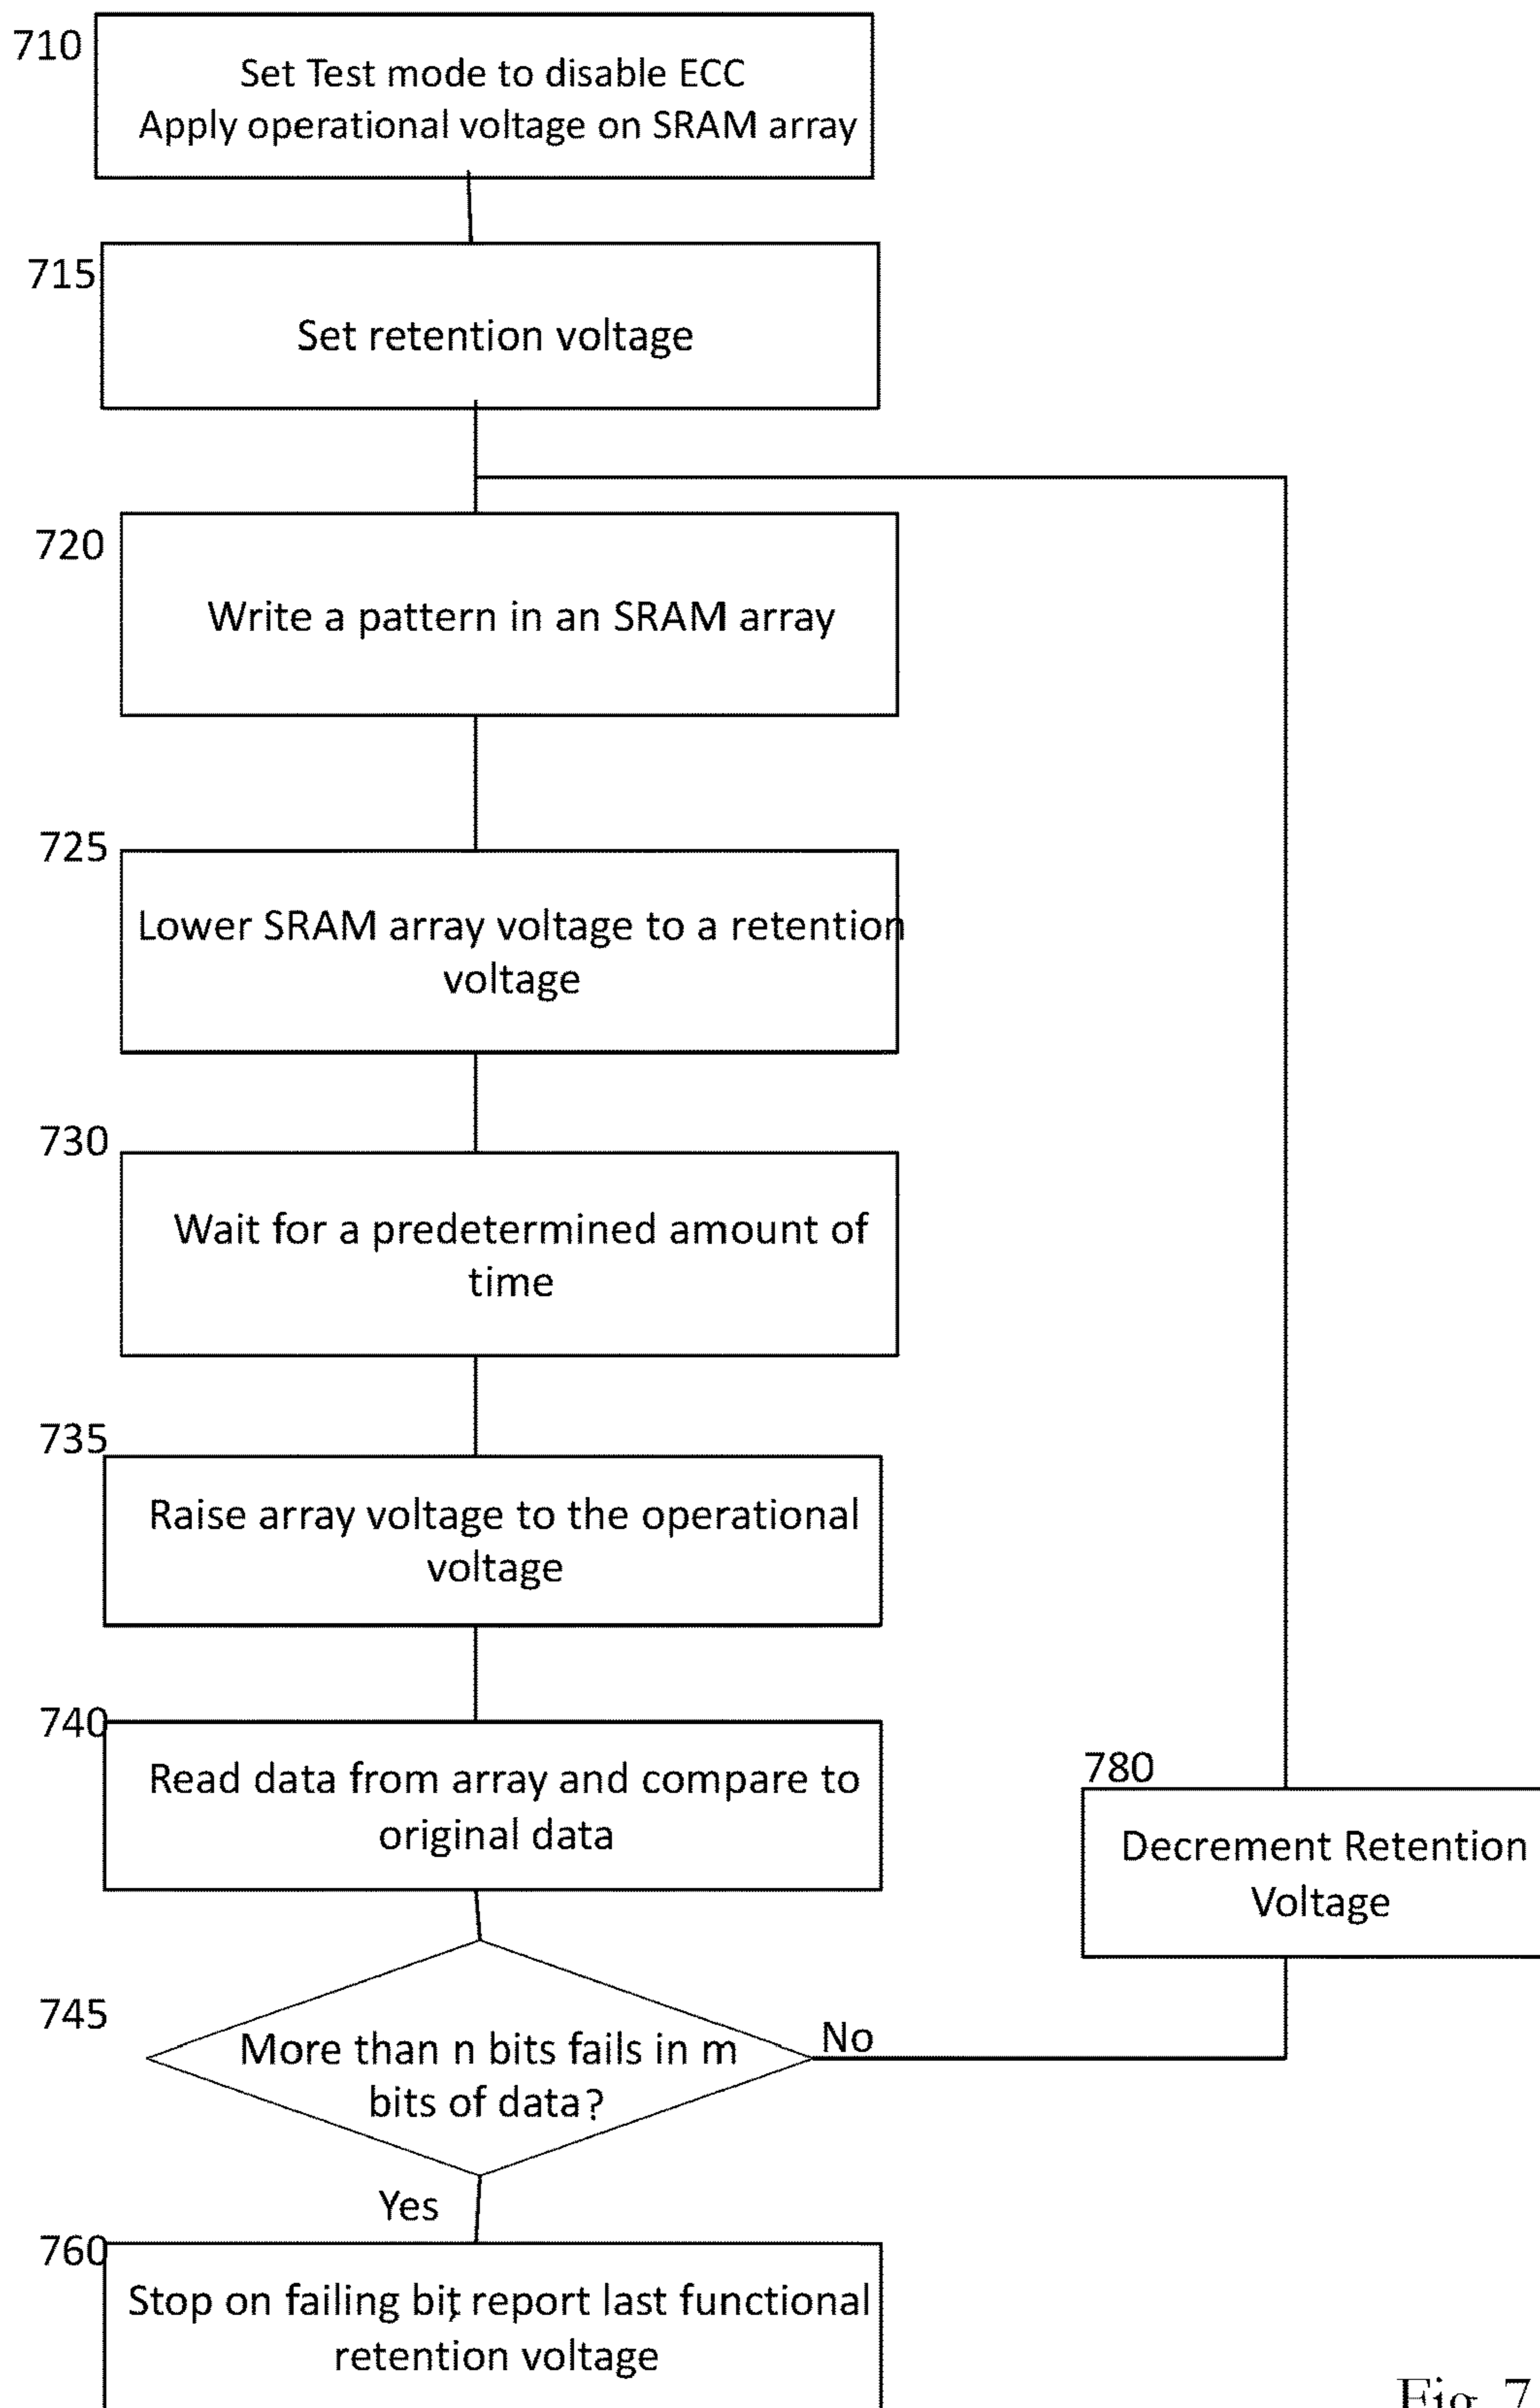 710
Set Test mode to disable ECC
Apply operational voltage on SRAM array
715
Set retention voltage
720
Write a pattern in an SRAM array
725
Lower SRAM array voltage to a retention
voltage
730
Wait for a predetermined amount of
time
735
Raise array voltage to the operational
voltage
740
Read data from array and compare to
original data
780
Decrement Retention
Voltage
745
More than n bits fails in m
bits of data?
No
Yes
760
Stop on failing bit, report last functional
retention voltage
Fig. 7